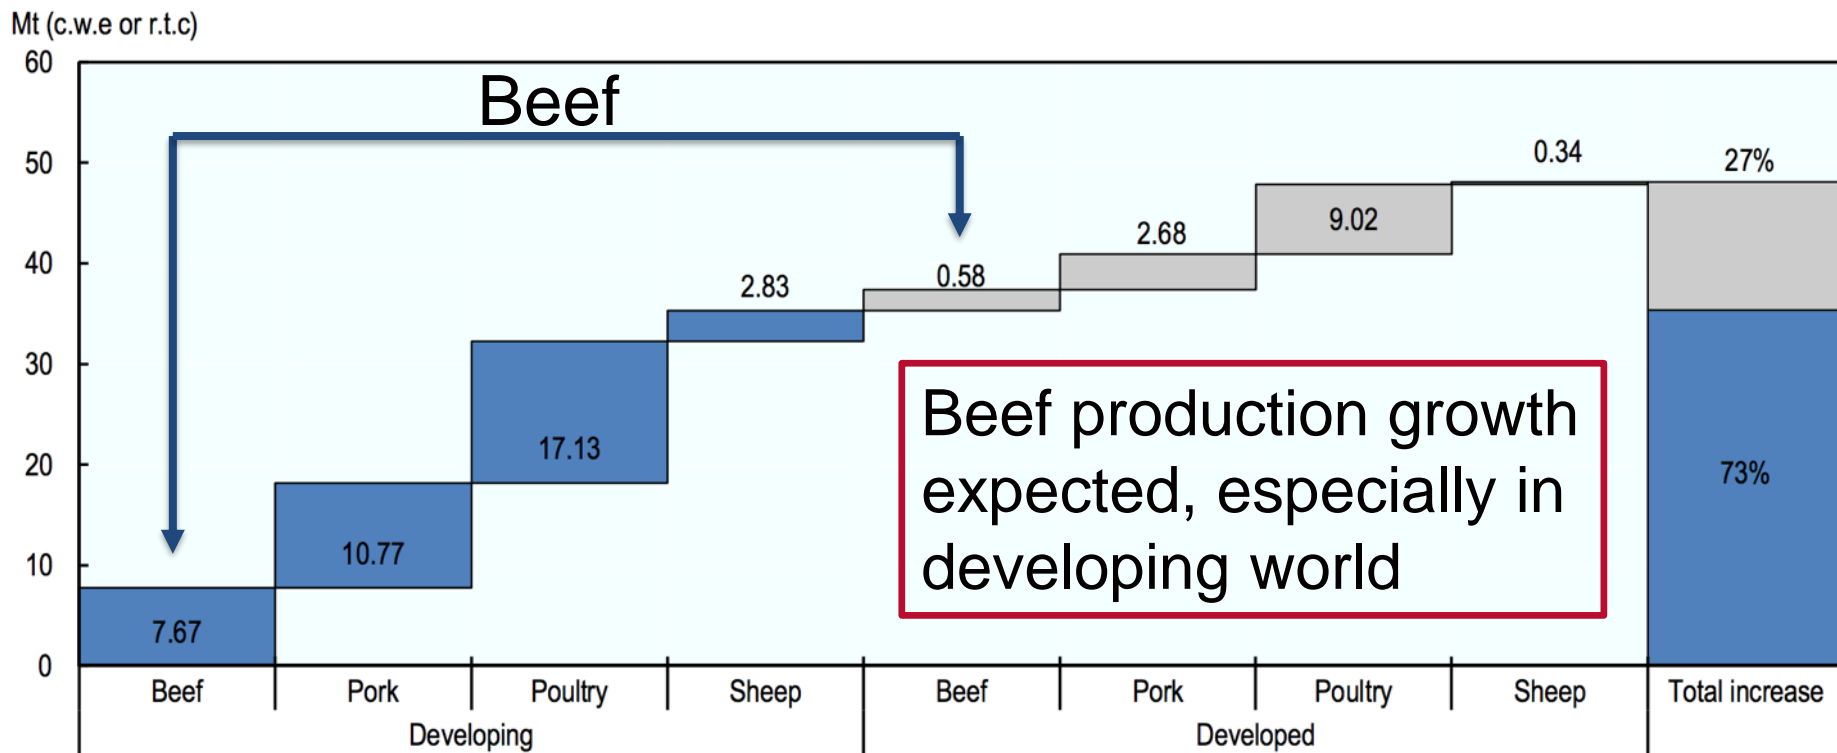 Mt (c.w.e or r.t.c)
60
Beef
50
0.34
27%
2.68
9.02
40
0.58
2.83
30
Beef production growth
expected, especially in
developing world
17.13
20
73%
10.77
10
7.67
0
Beef Pork Poultry Sheep Beef Pork Poultry Sheep Total increase
Developing Developed